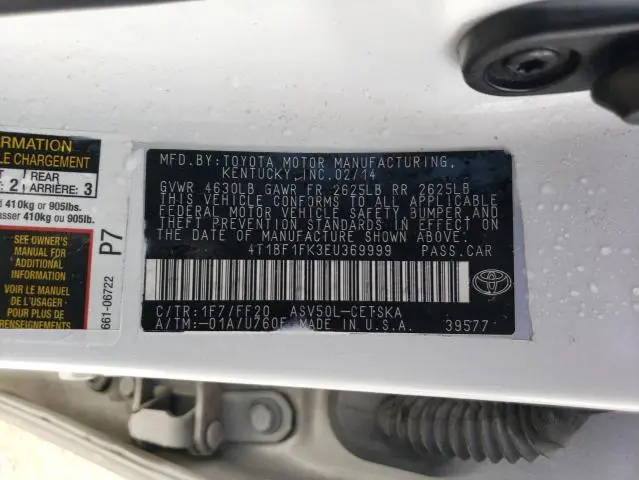 ORMATION
LE CHARGEMENT
T
2
REAR
ARRIÈRE: 3
d 410kg or 905lbs.
asser 410kg ou 905lb.
SEE OWNER'S
MANUAL FOR
ADDITIONAL
INFORMATION
VOIR LE MANUEL
DE L'USAGER
POUR PLUS DE
RENSEIGNEMENTS
661-06722
P7
MFD.BY:TOYOTA MOTOR MANUFACTURING,
KENTUCKY,INC.02/14
GVWR 4630LB GAWR FR 2625LB RR 2625LB
THIS VEHICLE CONFORMS TO ALL APPLICABLE
FEDERAL MOTOR VEHICLE SAFETY, BUMPER,AND
THEFT PREVENTION STANDARDS IN EFFECT ON
THE DATE OF MANUFACTURE SHOWN ABOVE.
4T1BF1FK3EU369999 PASS.CAR
C/TR:1F7/FF20 ASV50L-CETSKA
A/TM:-01A/U760E MADE IN U.S.A. 39577
TOYOTA